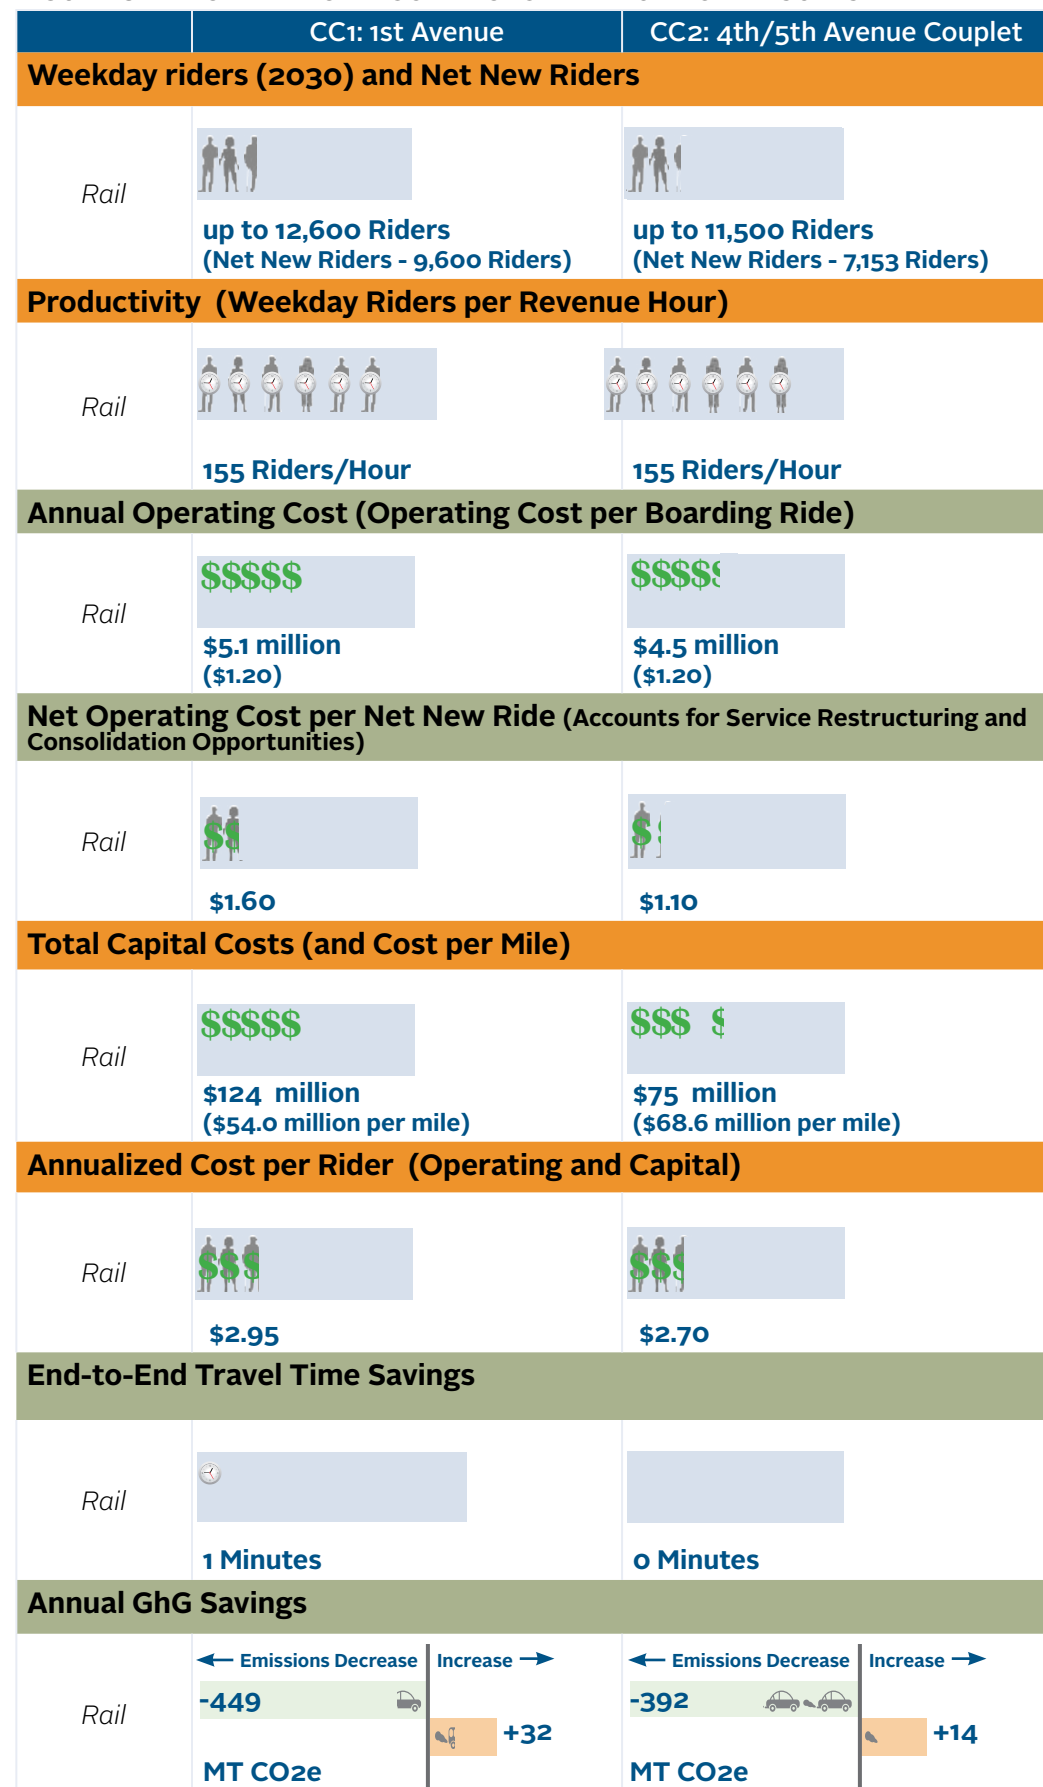 CC1: 1st Avenue
CC2: 4th/5th Avenue Couplet
Weekday riders (2030) and Net New Riders
Rail
up to 12,600 Riders
(Net New Riders - 9,600 Riders)
up to 11,500 Riders
(Net New Riders - 7,153 Riders)
Productivity (Weekday Riders per Revenue Hour)
Rail
155 Riders/Hour
155 Riders/Hour
Annual Operating Cost (Operating Cost per Boarding Ride)
Rail
$$$$$
$5.1 million
($1.20)
$$$$$
$4.5 million
($1.20)
Net Operating Cost per Net New Ride (Accounts for Service Restructuring and
Consolidation Opportunities)
Rail
$$
$1.60
$ $
$1.10
Total Capital Costs (and Cost per Mile)
Rail
$$$$$
$124 million
($54.0 million per mile)
$$$ $
$75 million
($68.6 million per mile)
Annualized Cost per Rider (Operating and Capital)
Rail
$$$
$2.95
$$$
$2.70
End-to-End Travel Time Savings
Rail
1 Minutes
0 Minutes
Annual GhG Savings
Rail
Emissions Decrease Increase
-449
+32
MT CO2e
Emissions Decrease Increase
-392
+14
MT CO2e